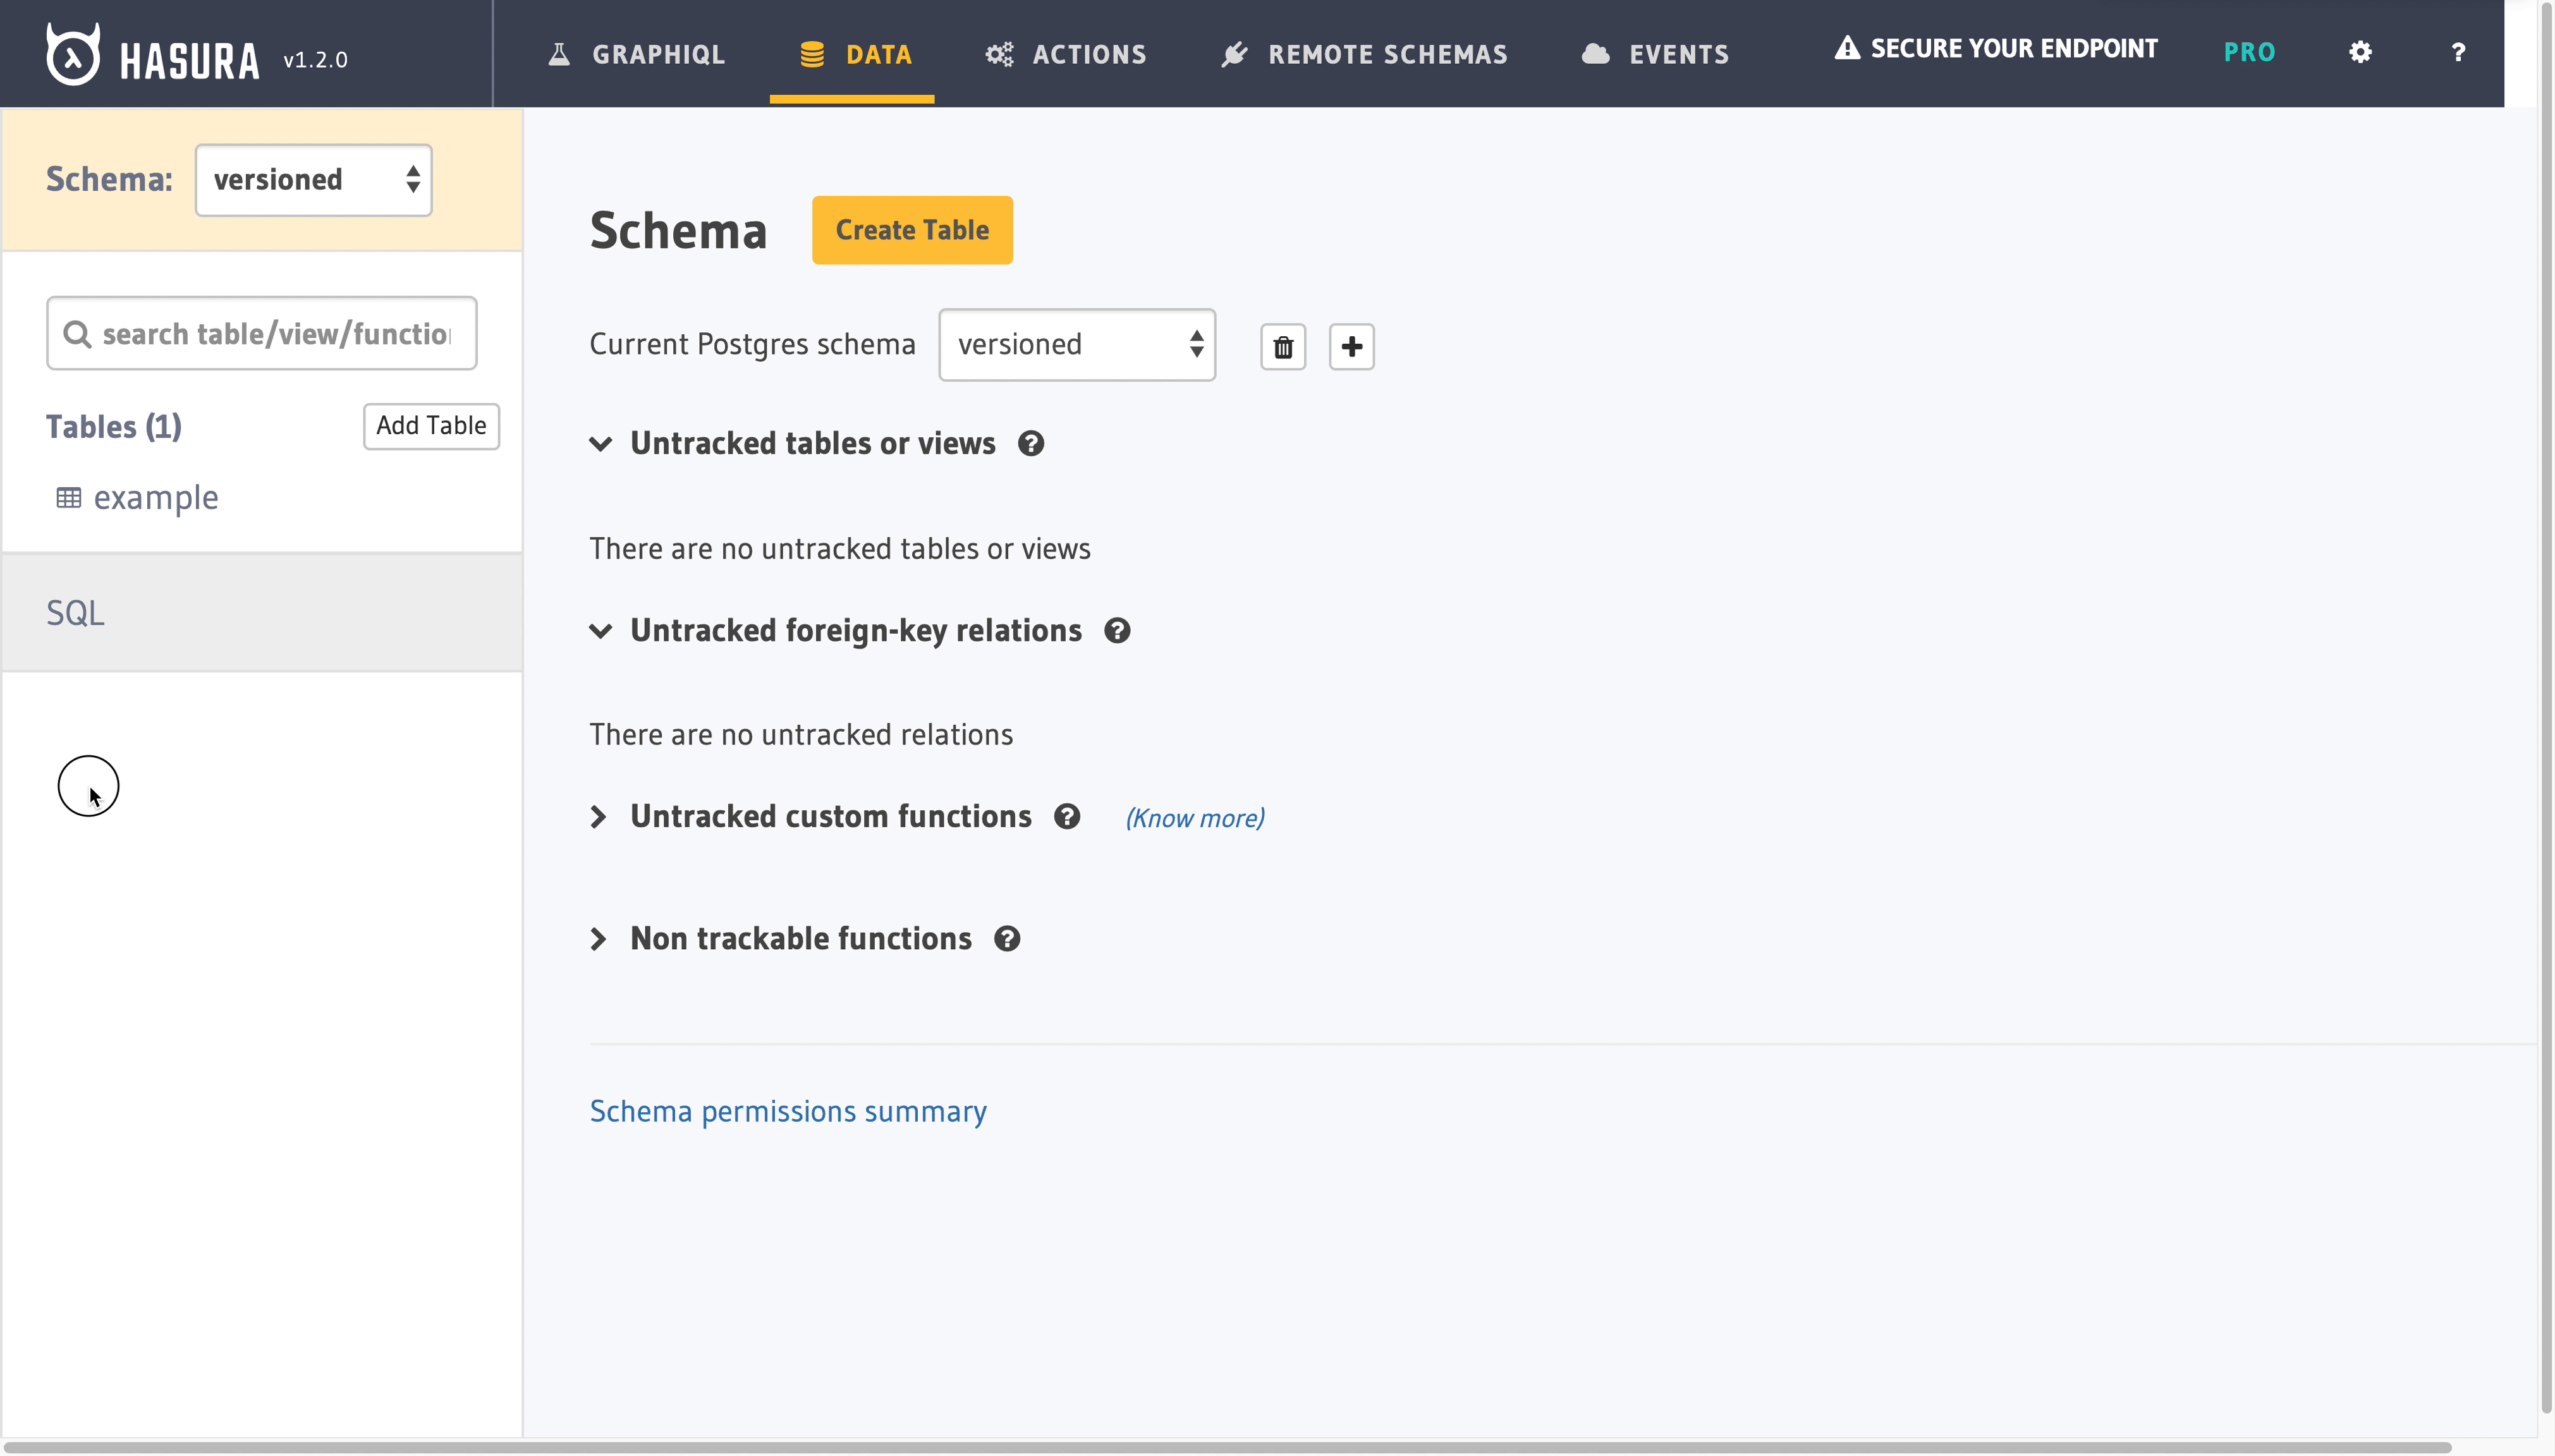 HASURA v1.2.0
GRAPHIQL DATA ACTIONS REMOTE SCHEMAS EVENTS SECURE YOUR ENDPOINT PRO ?
Schema: versioned
search table/view/functio
Tables (1) Add Table
example
SQL
Schema Create Table
Current Postgres schema versioned
Untracked tables or views ?
There are no untracked tables or views
Untracked foreign-key relations ?
There are no untracked relations
Untracked custom functions ? (Know more)
Non trackable functions ?
Schema permissions summary